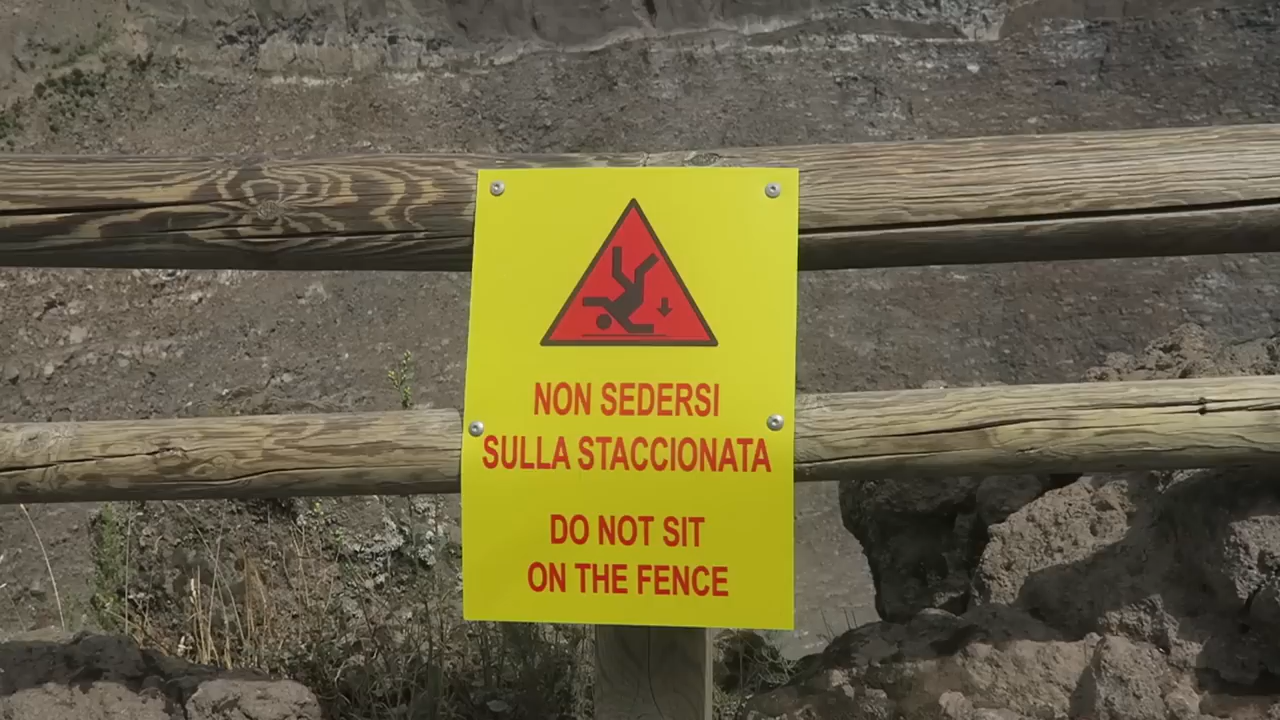 NON SEDERSI
SULLA STACCIONATA
DO NOT SIT
ON THE FENCE